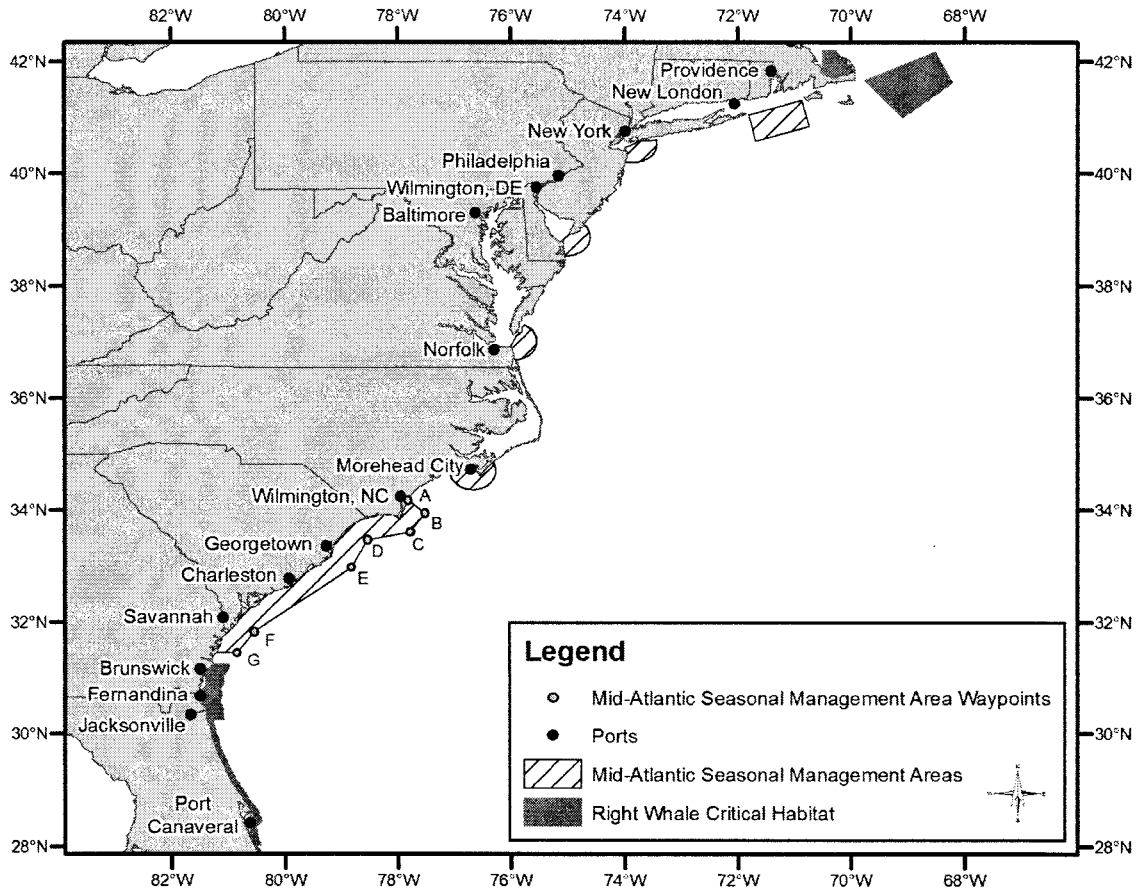 82°W 80°W 78°W 76°W 74°W 72°W 70°W 68°W
42°N 42°N
Providence
New London
New York
Philadelphia
40°N 40°N
Wilmington, DE
Baltimore
38°N 38°N
Norfolk
36°N 36°N
Morehead City
Wilmington, NC A
34°N 34°N
B
C
Georgetown D
Charleston E
Savannah
32°N 32°N
F
G
Brunswick
Fernandina
Jacksonville
30°N 30°N
Port
Canaveral
28°N 28°N
Legend
Mid-Atlantic Seasonal Management Area Waypoints
Ports
Mid-Atlantic Seasonal Management Areas
Right Whale Critical Habitat
82°W 80°W 78°W 76°W 74°W 72°W 70°W 68°W